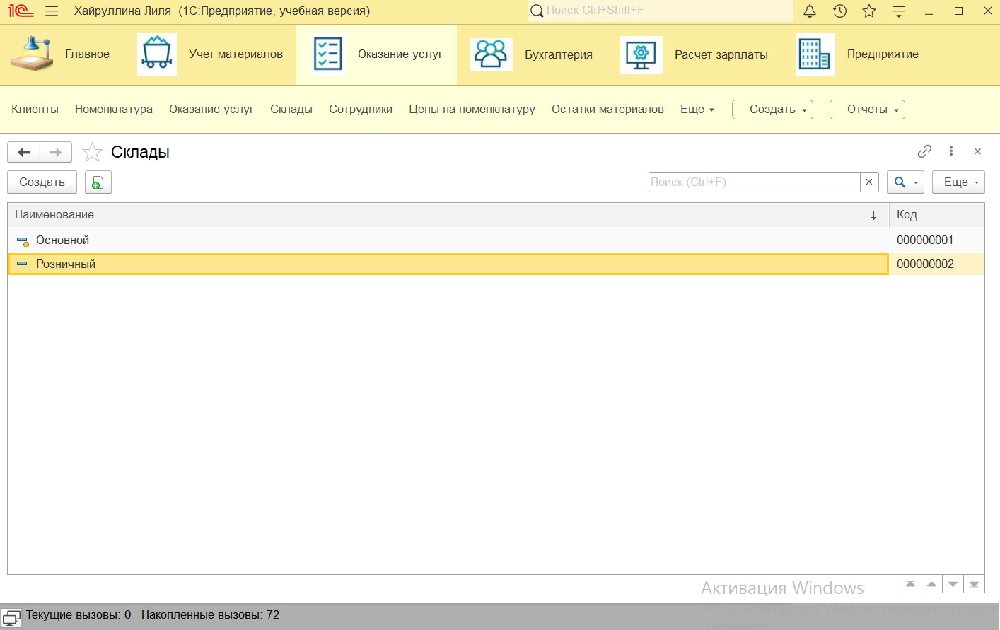 1С Хайруллина Лиля (1С:Предприятие, учебная версия) Поиск Ctrl+Shift+F
Главное Учет материалов Оказание услуг Бухгалтерия Расчет зарплаты Предприятие
Клиенты Номенклатура Оказание услуг Склады Сотрудники Цены на номенклатуру Остатки материалов Еще Создать Отчеты
Склады
Создать Поиск (Ctrl+F) × Еще
Наименование ↓ Код
Основной 000000001
Розничный 000000002
Активация Windows
Текущие вызовы: 0 Накопленные вызовы: 72